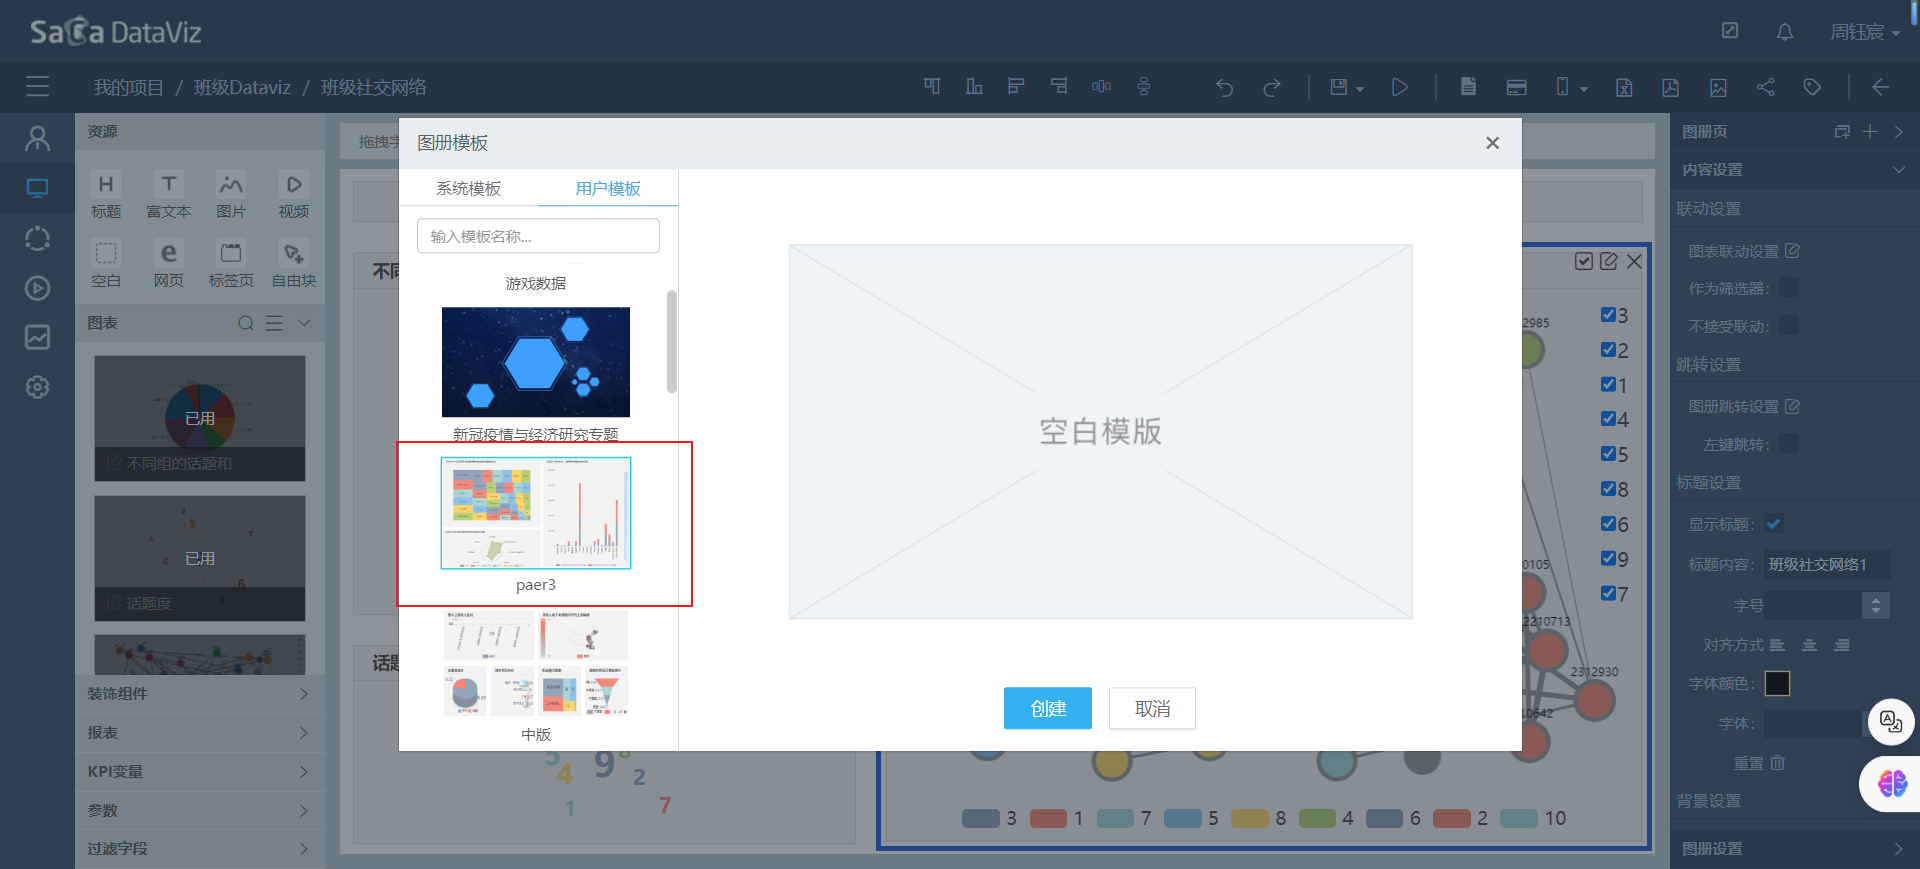 SaCa DataViz
周钰宸
我的项目 / 班级Dataviz / 班级社交网络
资源
标题
富文本
图片
视频
空白
网页
标签页
自由块
图表
已用
不同组的话题和
已用
话题度
装饰组件
报表
KPI变量
参数
过滤字段
拖拽字
不同
话题
图册模板
系统模板
用户模板
输入模板名称...
游戏数据
新冠疫情与经济研究专题
paer3
中版
空白模版
创建
取消
5
4
9
8
2
1
7
2985
0105
2210713
2312930
10642
3
2
1
4
5
8
6
9
7
3 1 7 5 8 4 6 2 10
图册页
内容设置
联动设置
图表联动设置
作为筛选器:
不接受联动:
跳转设置
图册跳转设置
左键跳转:
标题设置
显示标题:
标题内容: 班级社交网络1
字号
对齐方式
字体颜色:
字体:
重置
背景设置
图册设置